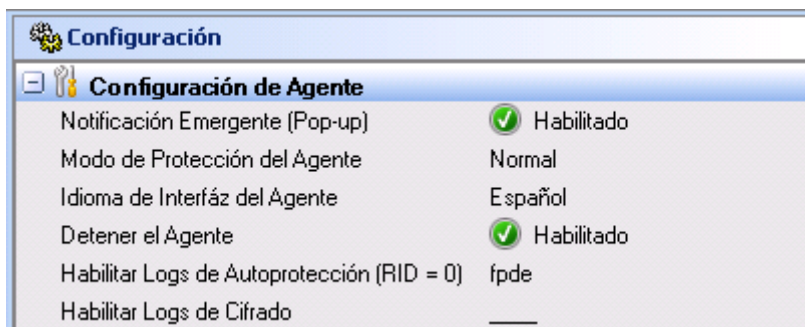 Configuración
Configuración de Agente
Notificación Emergente (Pop-up) Habilitado
Modo de Protección del Agente Normal
Idioma de Interfáz del Agente Español
Detener el Agente Habilitado
Habilitar Logs de Autoprotección (RID = 0) fpde
Habilitar Logs de Cifrado ____